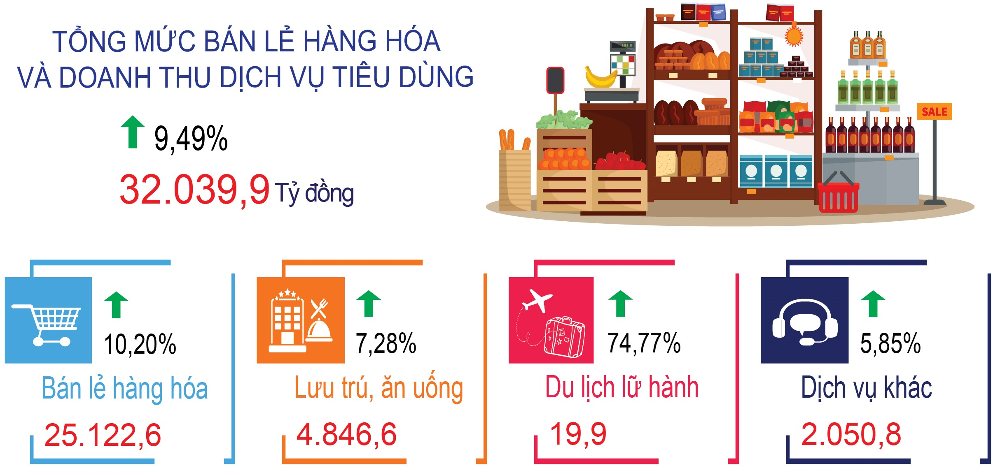 TỔNG MỨC BÁN LẺ HÀNG HÓA
VÀ DOANH THU DỊCH VỤ TIÊU DÙNG
9,49%
32.039,9 Tỷ đồng
SALE
10,20%
Bán lẻ hàng hóa
25.122,6
7,28%
Lưu trú, ăn uống
4.846,6
74,77%
Du lịch lữ hành
19,9
5,85%
Dịch vụ khác
2.050,8